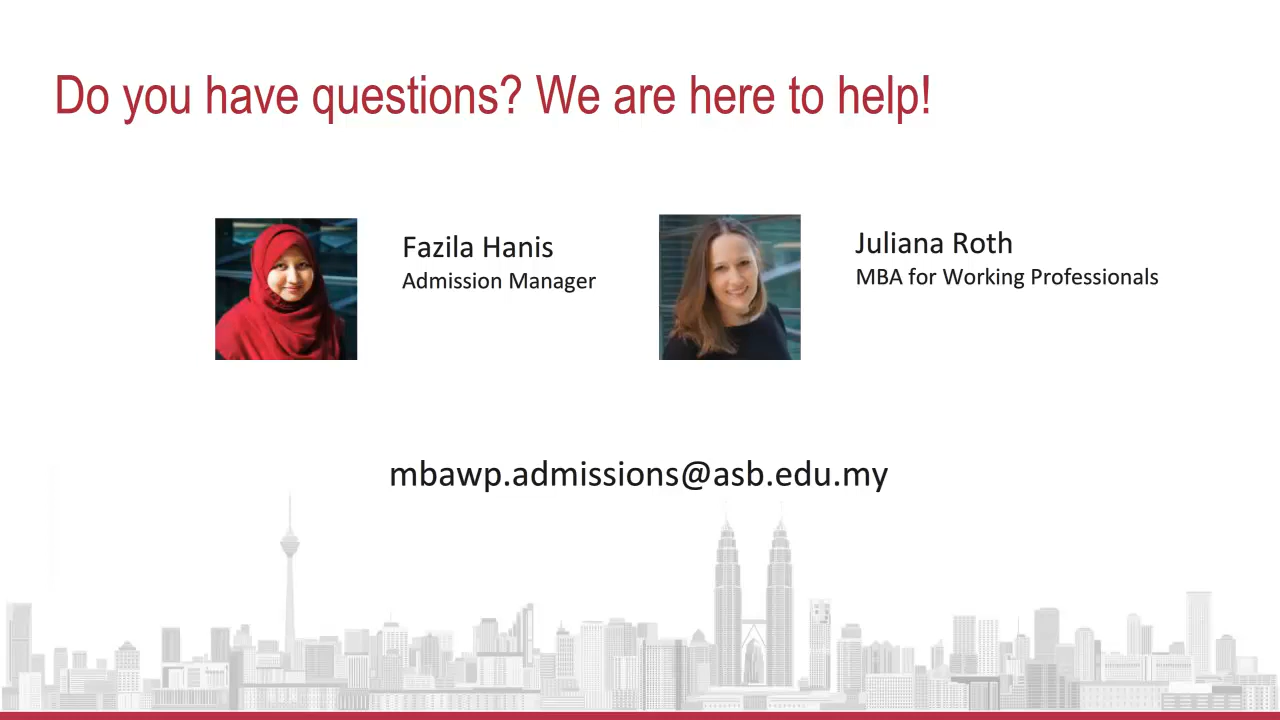 Do you have questions? We are here to help!
Fazila Hanis
Admission Manager
Juliana Roth
MBA for Working Professionals
mbawp.admissions@asb.edu.my